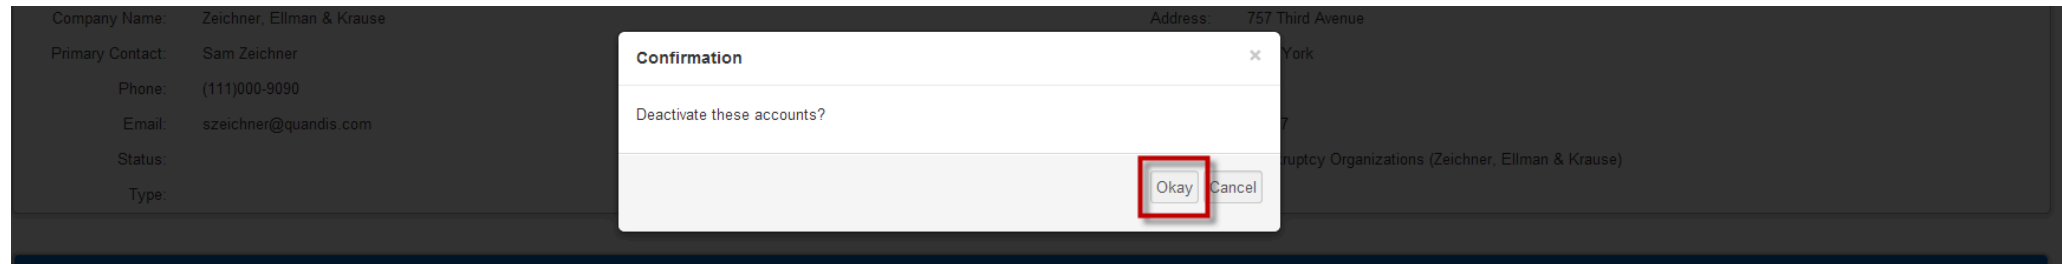 Company Name: Zeichner, Ellman & Krause
Primary Contact: Sam Zeichner
Phone: (111)000-9090
Email: szeichner@quandis.com
Status:
Type:
Address: 757 Third Avenue
York
7
ruptcy Organizations (Zeichner, Ellman & Krause)
Confirmation ×
Deactivate these accounts?
Okay Cancel